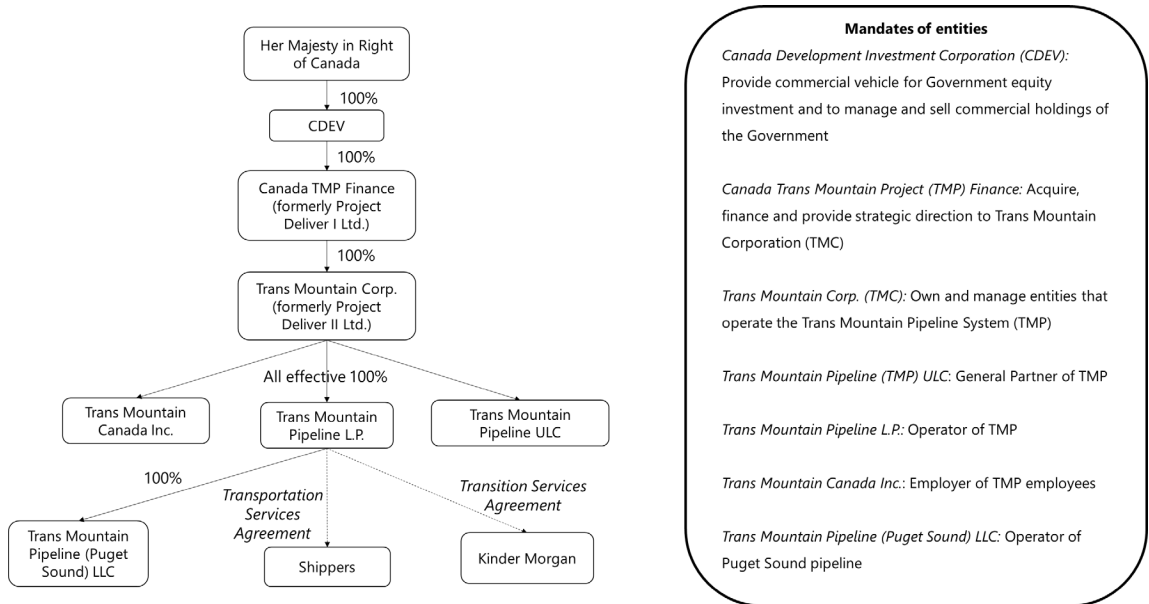 Her Majesty in Right
of Canada
100%
CDEV
100%
Canada TMP Finance
(formerly Project
Deliver I Ltd.)
100%
Trans Mountain Corp.
(formerly Project
Deliver II Ltd.)
All effective 100%
Trans Mountain
Canada Inc.
Trans Mountain
Pipeline L.P.
Trans Mountain
Pipeline ULC
100%
Transportation
Services
Agreement
Transition Services
Agreement
Trans Mountain
Pipeline (Puget
Sound) LLC
Shippers
Kinder Morgan
Mandates of entities
Canada Development Investment Corporation (CDEV):
Provide commercial vehicle for Government equity
investment and to manage and sell commercial holdings of
the Government
Canada Trans Mountain Project (TMP) Finance: Acquire,
finance and provide strategic direction to Trans Mountain
Corporation (TMC)
Trans Mountain Corp. (TMC): Own and manage entities that
operate the Trans Mountain Pipeline System (TMP)
Trans Mountain Pipeline (TMP) ULC: General Partner of TMP
Trans Mountain Pipeline L.P.: Operator of TMP
Trans Mountain Canada Inc.: Employer of TMP employees
Trans Mountain Pipeline (Puget Sound) LLC: Operator of
Puget Sound pipeline